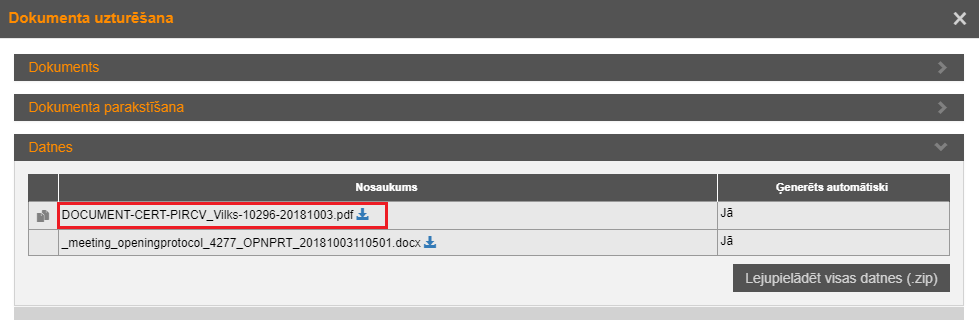 Dokumenta uzturēšana
Dokuments
Dokumenta parakstīšana
Datnes
Nosaukums Ģenerēts automātiski
DOCUMENT-CERT-PIRCV_Vilks-10296-20181003.pdf Jā
_meeting_openingprotocol_4277_OPNPRT_20181003110501.docx Jā
Lejupielādēt visas datnes (.zip)